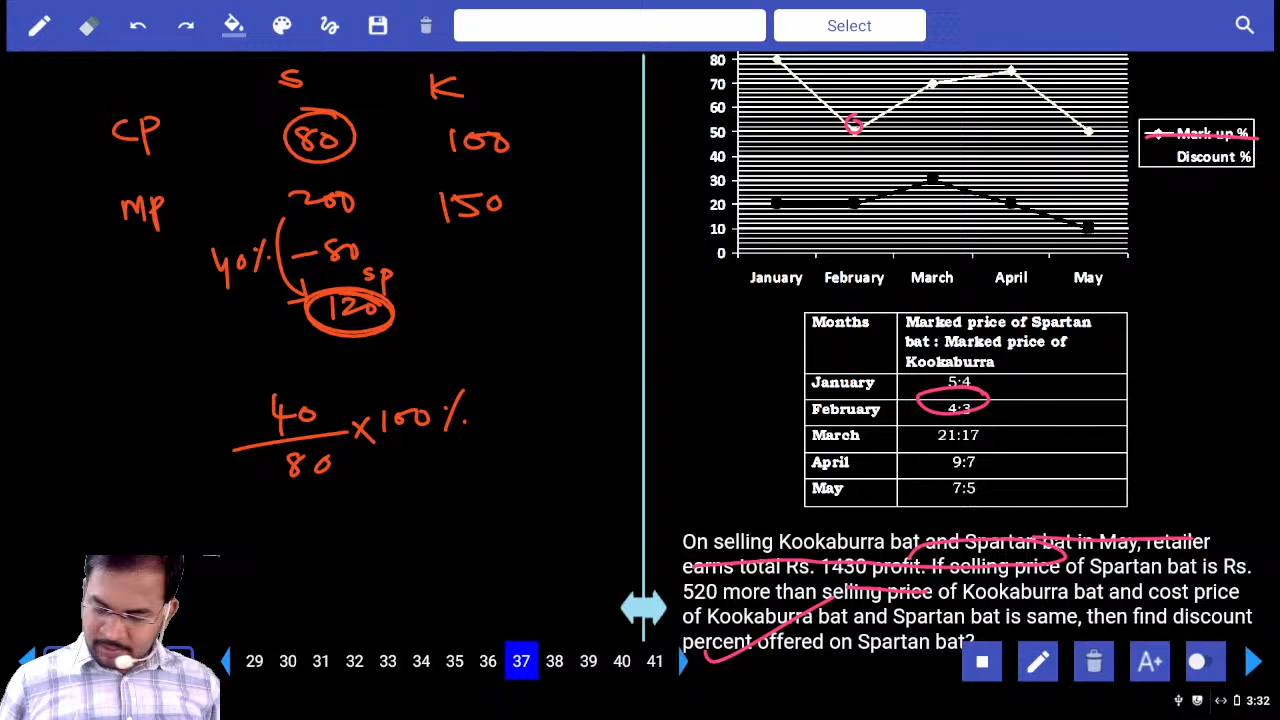 Select
S K
CP 80 100
MP 200 150
40% - 80
SP
120
40
80
×100%
80
70
60
50
40
30
20
10
0
January February March April May
Mark up %
Discount %
Months Marked price of Spartan bat : Marked price of Kookaburra
January 5:4
February 4:3
March 21:17
April 9:7
May 7:5
On selling Kookaburra bat and Spartan bat in May, retailer
earns total Rs. 1430 profit. If selling price of Spartan bat is Rs.
520 more than selling price of Kookaburra bat and cost price
of Kookaburra bat and Spartan bat is same, then find discount
percent offered on Spartan bat?
29 30 31 32 33 34 35 36 37 38 39 40 41
A+
3:32